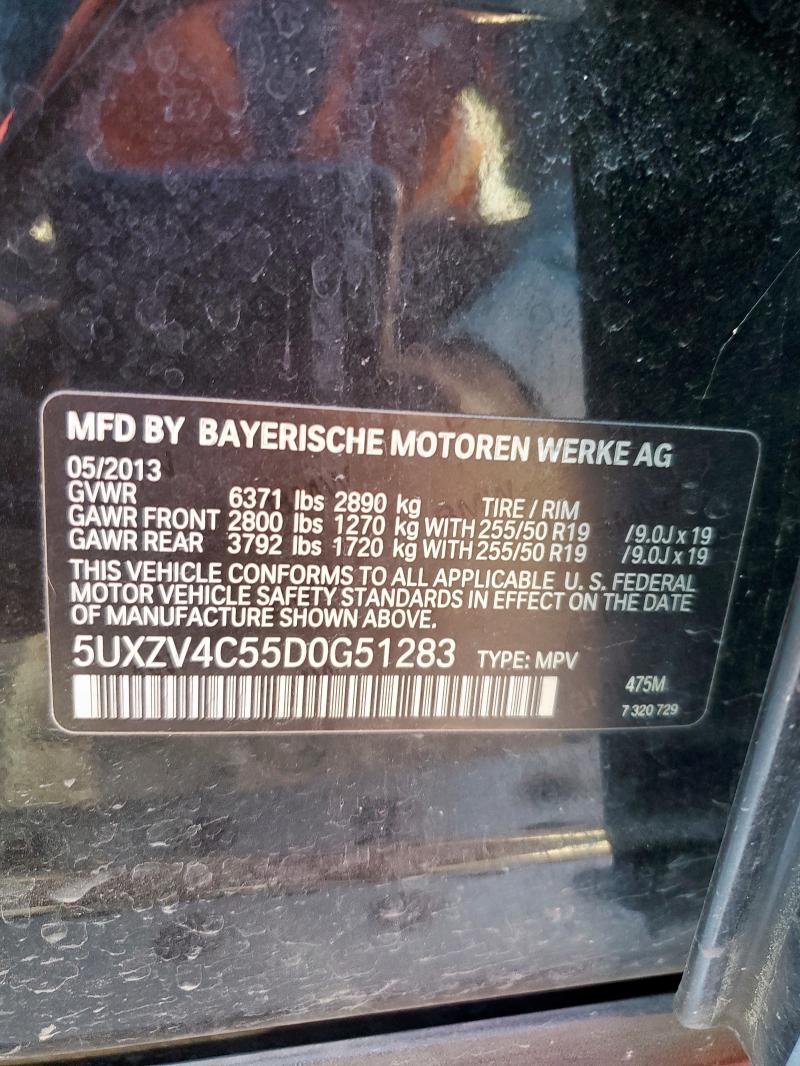 MFD BY BAYERISCHE MOTOREN WERKE AG
05/2013
GVWR 6371 lbs 2890 kg TIRE / RIM
GAWR FRONT 2800 lbs 1270 kg WITH 255/50 R19 /9.0J x 19
GAWR REAR 3792 lbs 1720 kg WITH 255/50 R19 /9.0J x 19
THIS VEHICLE CONFORMS TO ALL APPLICABLE U. S. FEDERAL
MOTOR VEHICLE SAFETY STANDARDS IN EFFECT ON THE DATE
OF MANUFACTURE SHOWN ABOVE.
5UXZV4C55D0G51283 TYPE: MPV
475M
7 320 729